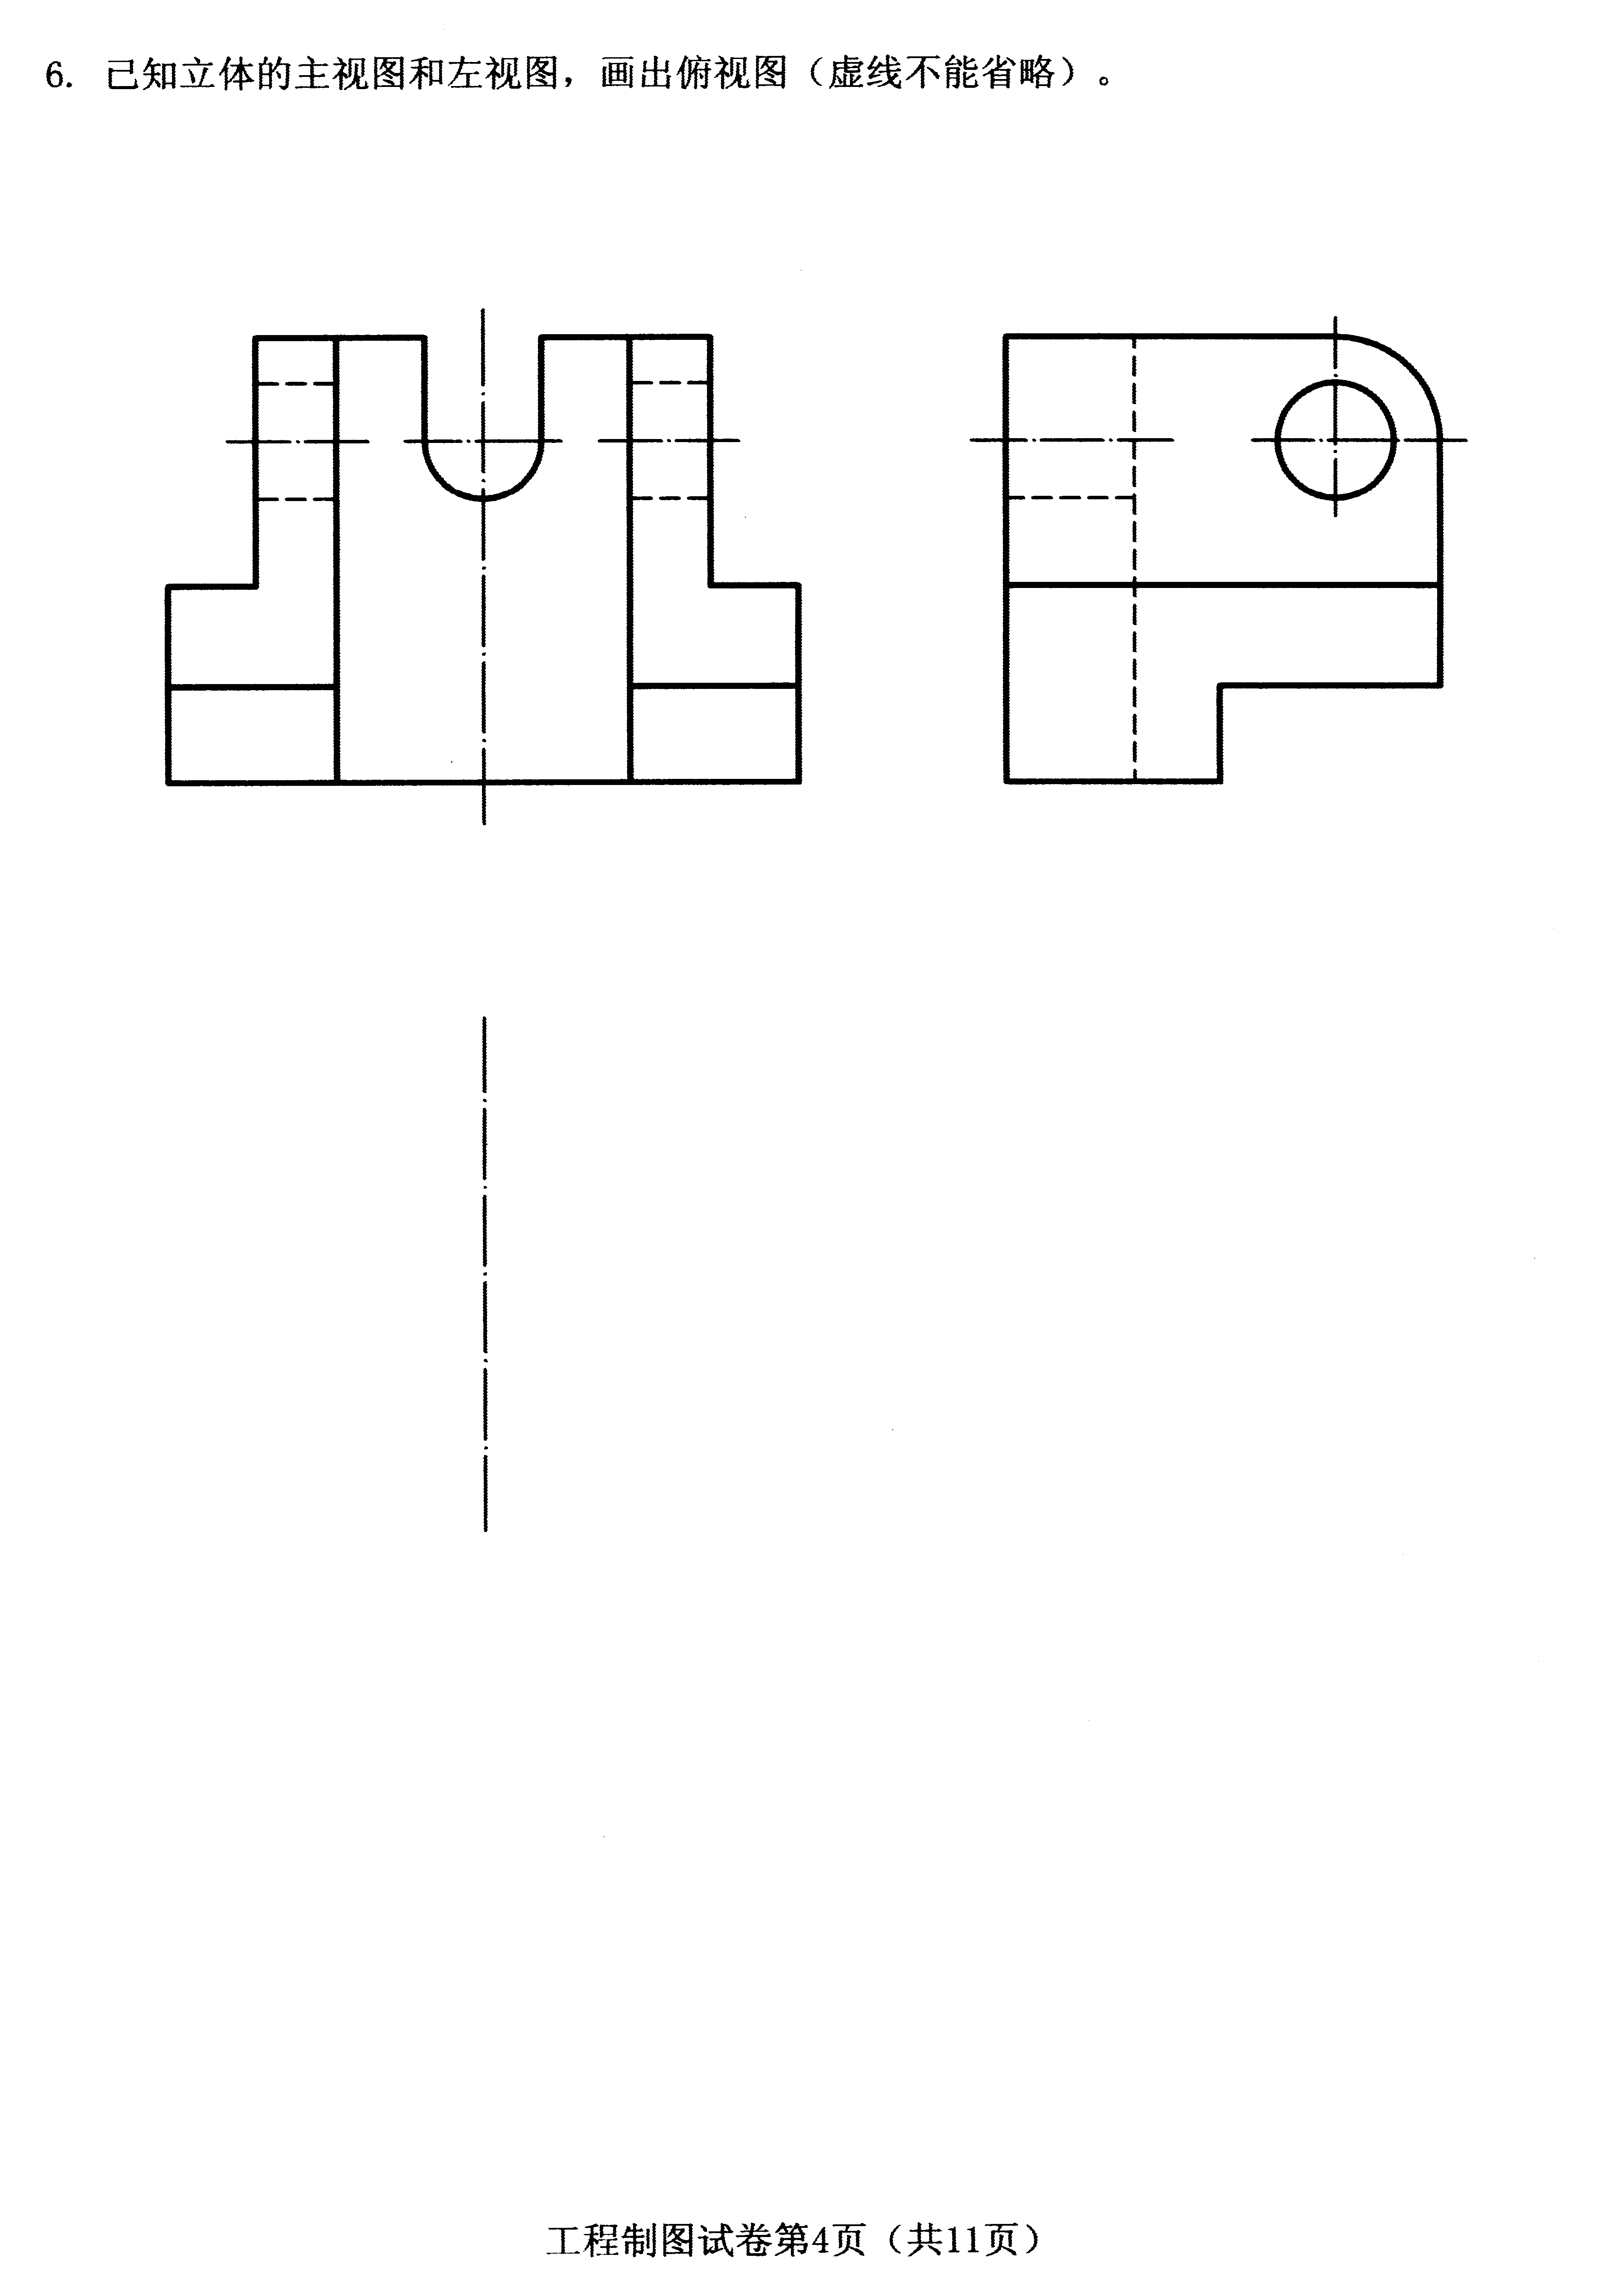 6. 已知立体的主视图和左视图，画出俯视图（虚线不能省略）。
工程制图试卷第4页（共11页）